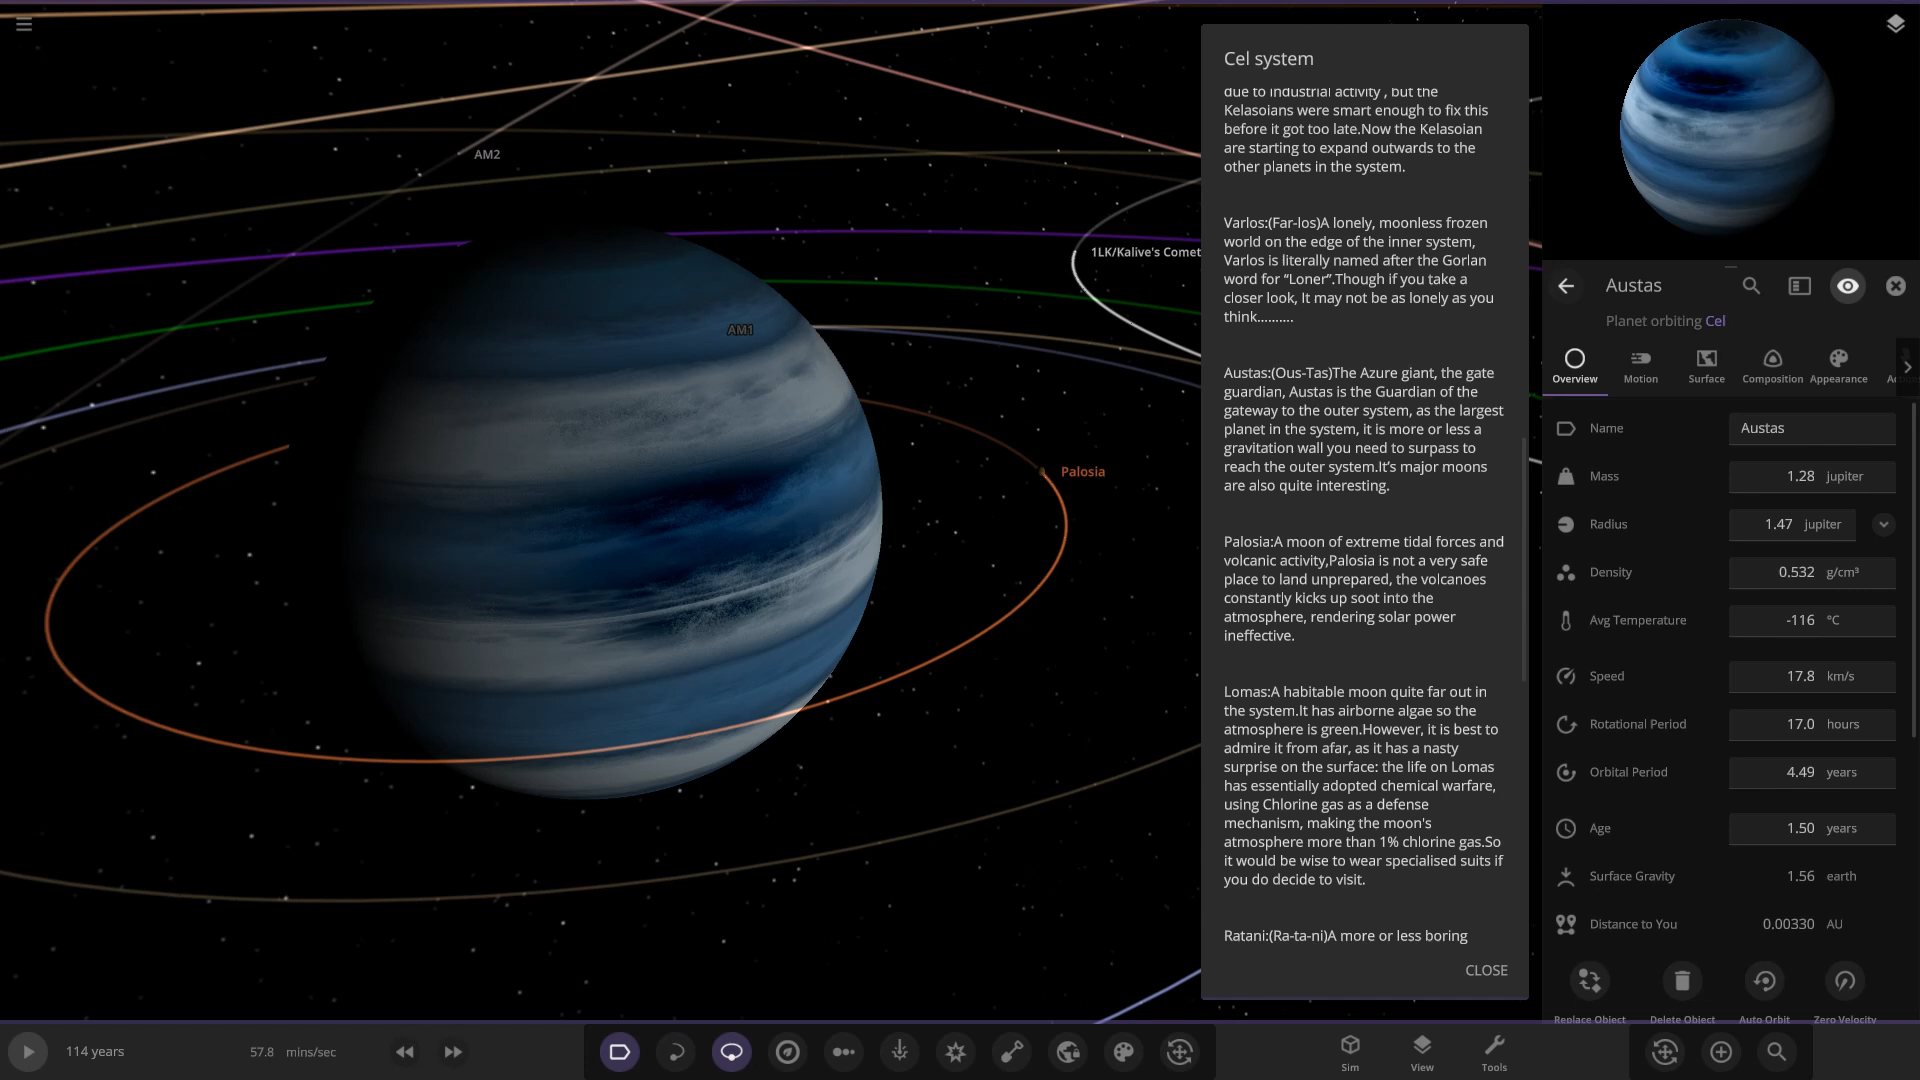 AM2
AM1
Palosia
1LK/Kalive's Comet
Cel system
due to industrial activity , but the
Kelasoians were smart enough to fix this
before it got too late.Now the Kelasoian
are starting to expand outwards to the
other planets in the system.
Varlos:(Far-los)A lonely, moonless frozen
world on the edge of the inner system,
Varlos is literally named after the Gorlan
word for “Loner”.Though if you take a
closer look, It may not be as lonely as you
think..........
Austas:(Ous-Tas)The Azure giant, the gate
guardian, Austas is the Guardian of the
gateway to the outer system, as the largest
planet in the system, it is more or less a
gravitation wall you need to surpass to
reach the outer system.It’s major moons
are also quite interesting.
Palosia:A moon of extreme tidal forces and
volcanic activity,Palosia is not a very safe
place to land unprepared, the volcanoes
constantly kicks up soot into the
atmosphere, rendering solar power
ineffective.
Lomas:A habitable moon quite far out in
the system.It has airborne algae so the
atmosphere is green.However, it is best to
admire it from afar, as it has a nasty
surprise on the surface: the life on Lomas
has essentially adopted chemical warfare,
using Chlorine gas as a defense
mechanism, making the moon's
atmosphere more than 1% chlorine gas.So
it would be wise to wear specialised suits if
you do decide to visit.
Ratani:(Ra-ta-ni)A more or less boring
CLOSE
Austas
Planet orbiting Cel
Overview Motion Surface Composition Appearance
Name Austas
Mass 1.28 jupiter
Radius 1.47 jupiter
Density 0.532 g/cm³
Avg Temperature -116 °C
Speed 17.8 km/s
Rotational Period 17.0 hours
Orbital Period 4.49 years
Age 1.50 years
Surface Gravity 1.56 earth
Distance to You 0.00330 AU
Replace Object Delete Object Auto Orbit Zero Velocity
114 years 57.8 mins/sec
Sim View Tools